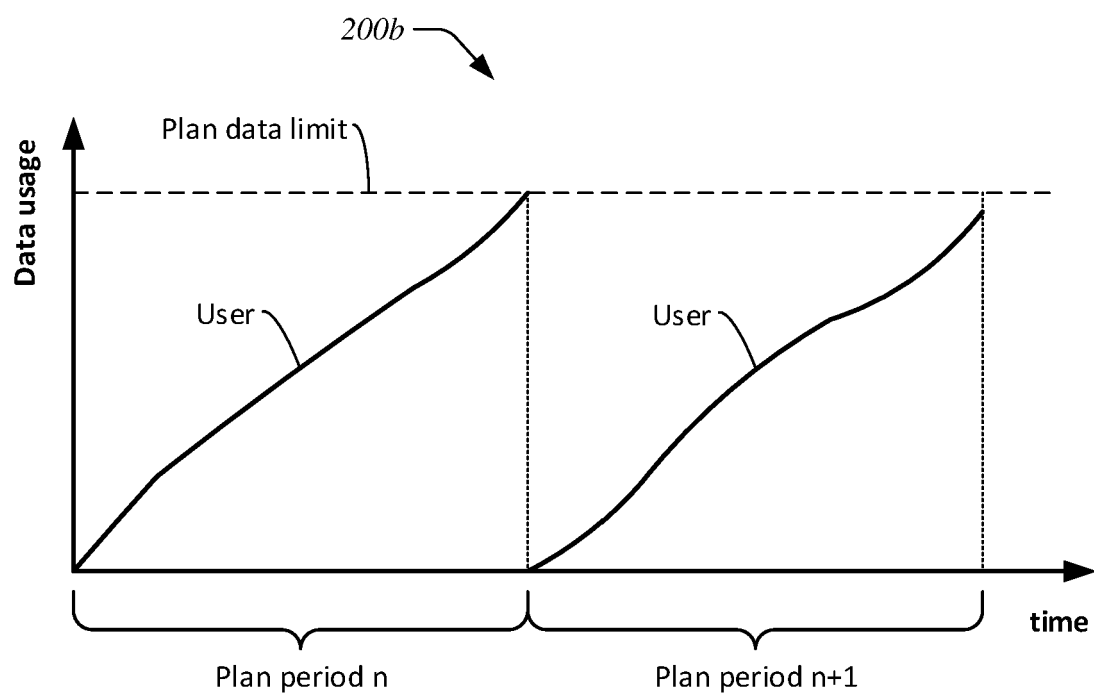 200b
Plan data limit
Data usage
User
User
time
Plan period n
Plan period n+1